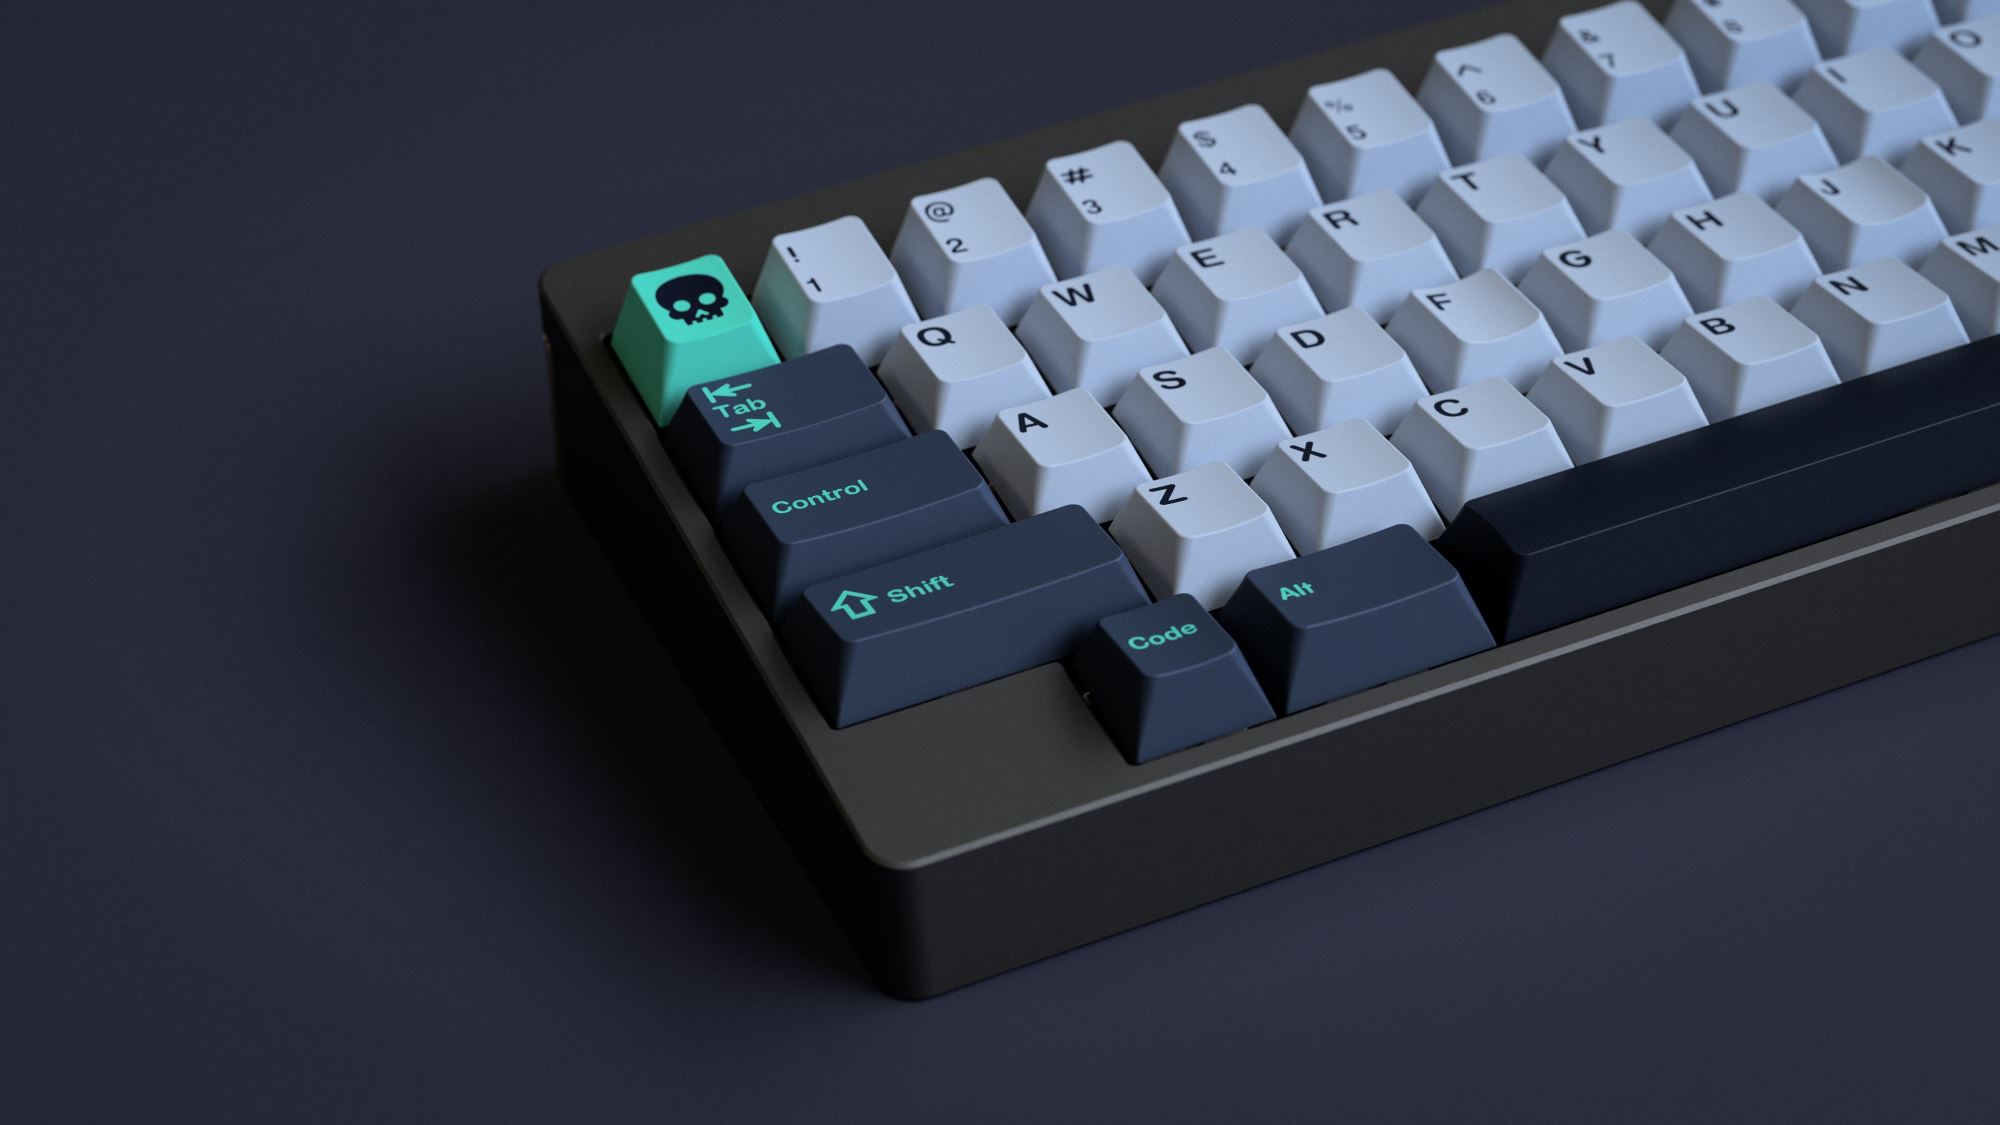 ! 1
@ 2
# 3
$ 4
% 5
^ 6
& 7
Tab
Q W E R T Y U I O
Control
A S D F G H J K
Shift
Z X C V B N M
Code
Alt